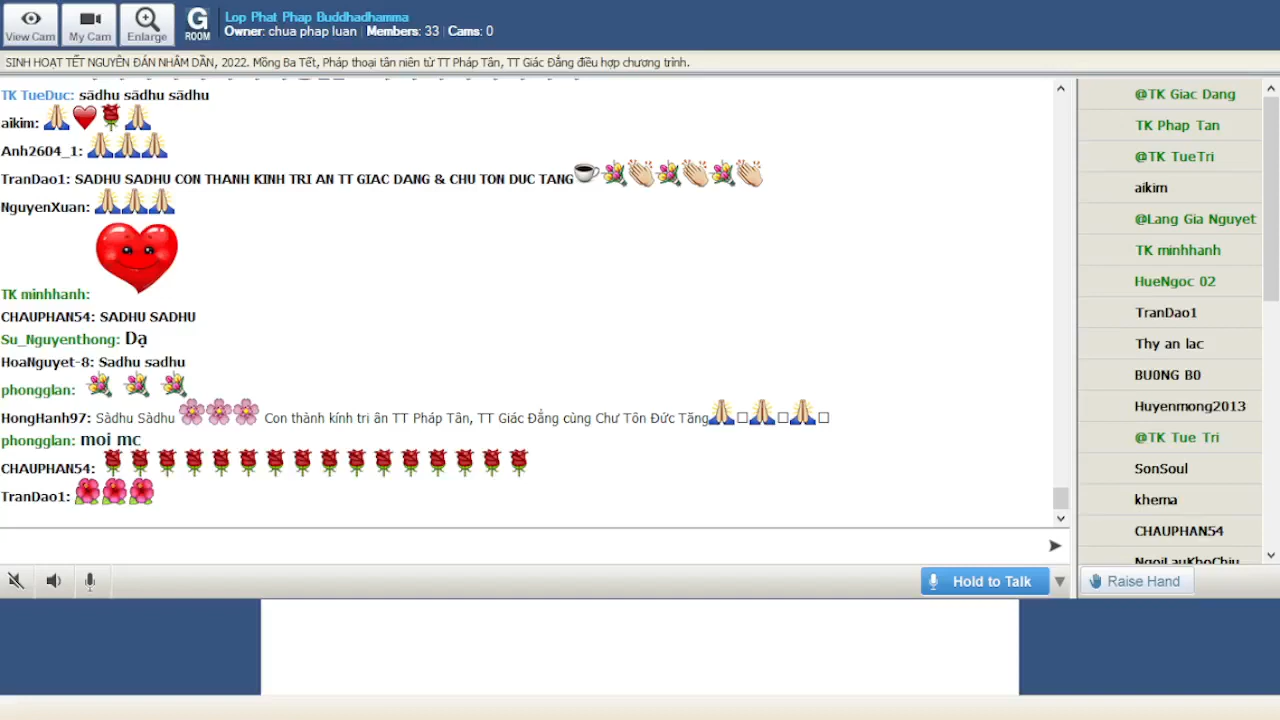 View Cam
My Cam
Enlarge
G
ROOM
Lop Phat Phap Buddhadhamma
Owner: chua phap luan | Members: 33 | Cams: 0
SINH HOẠT TẾT NGUYÊN ĐÁN NHÂM DẦN, 2022. Mồng Ba Tết, Pháp thoại tân niên từ TT Pháp Tân, TT Giác Đẳng điều hợp chương trình.
TK TueDuc: sādhu sādhu sādhu
aikim:
Anh2604_1:
TranDao1: SADHU SADHU CON THANH KINH TRI AN TT GIAC DANG & CHU TON DUC TANG
NguyenXuan:
TK minhhanh:
CHAUPHAN54: SADHU SADHU
Su_Nguyenthong: Dạ
HoaNguyet-8: Sadhu sadhu
phongglan:
HongHanh97: Sàdhu Sàdhu Con thành kính tri ân TT Pháp Tân, TT Giác Đẳng cùng Chư Tôn Đức Tăng
phongglan: moi mc
CHAUPHAN54:
TranDao1:
@TK Giac Dang
TK Phap Tan
@TK TueTri
aikim
@Lang Gia Nguyet
TK minhhanh
HueNgoc 02
TranDao1
Thy an lac
BU0NG B0
Huyenmong2013
@TK Tue Tri
SonSoul
khema
CHAUPHAN54
NgoiLauKhoChiu
Hold to Talk
Raise Hand